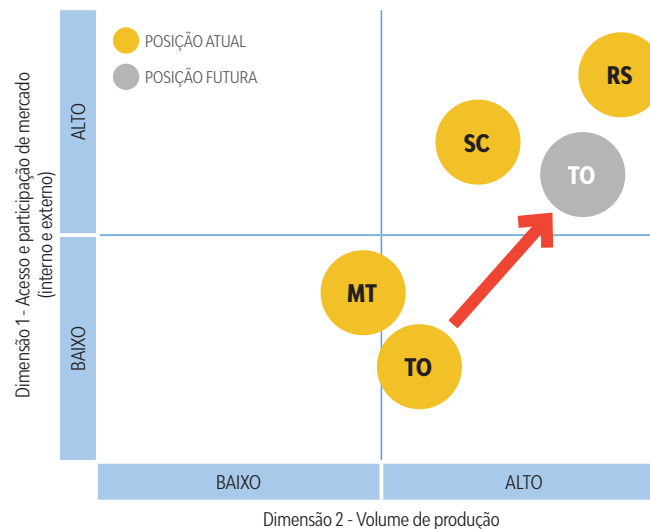 POSIÇÃO ATUAL
POSIÇÃO FUTURA
RS
SC
TO
MT
TO
ALTO
BAIXO
Dimensão 1 - Acesso e participação de mercado
(interno e externo)
BAIXO
ALTO
Dimensão 2 - Volume de produção